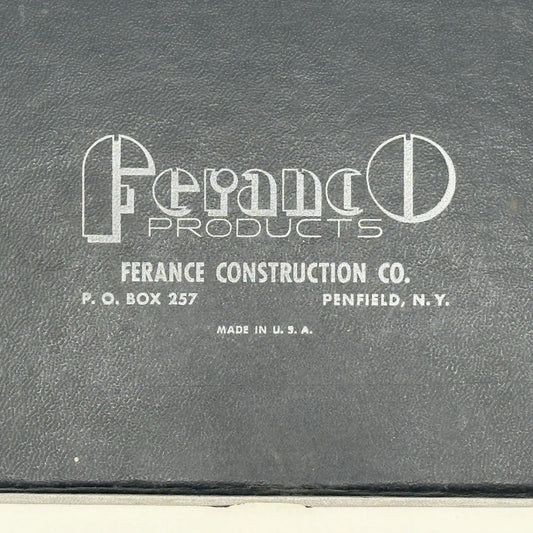 FerancO
PRODUCTS
FERANCE CONSTRUCTION CO.
P. O. BOX 257 PENFIELD, N. Y.
MADE IN U. S. A.